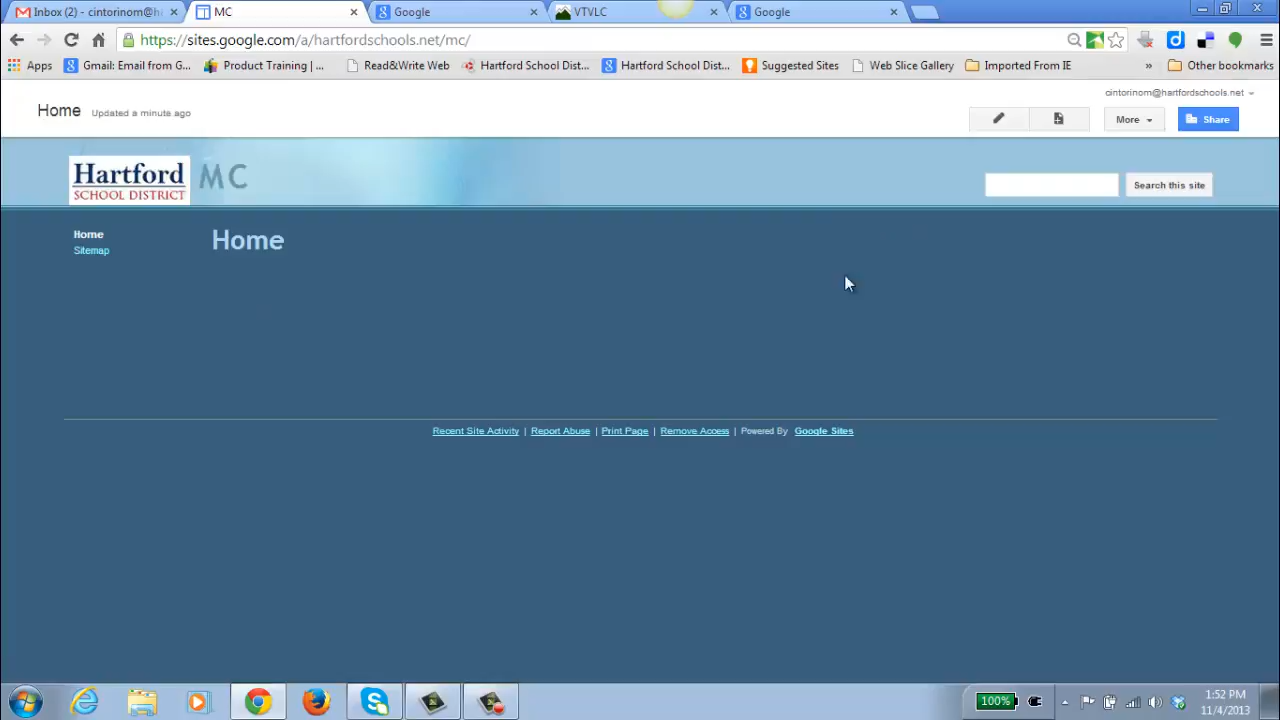 Inbox (2) - cintorinom@h
MC
Google
VTVLC
Google
https://sites.google.com/a/hartfordschools.net/mc/
Apps
Gmail: Email from G...
Product Training | ...
Read&Write Web
Hartford School Dist...
Hartford School Dist...
Suggested Sites
Web Slice Gallery
Imported From IE
»
Other bookmarks
cintorinom@hartfordschools.net
Home Updated a minute ago
More
Share
Hartford
SCHOOL DISTRICT
MC
Search this site
Home
Sitemap
Home
Recent Site Activity | Report Abuse | Print Page | Remove Access | Powered By Google Sites
100%
1:52 PM
11/4/2013